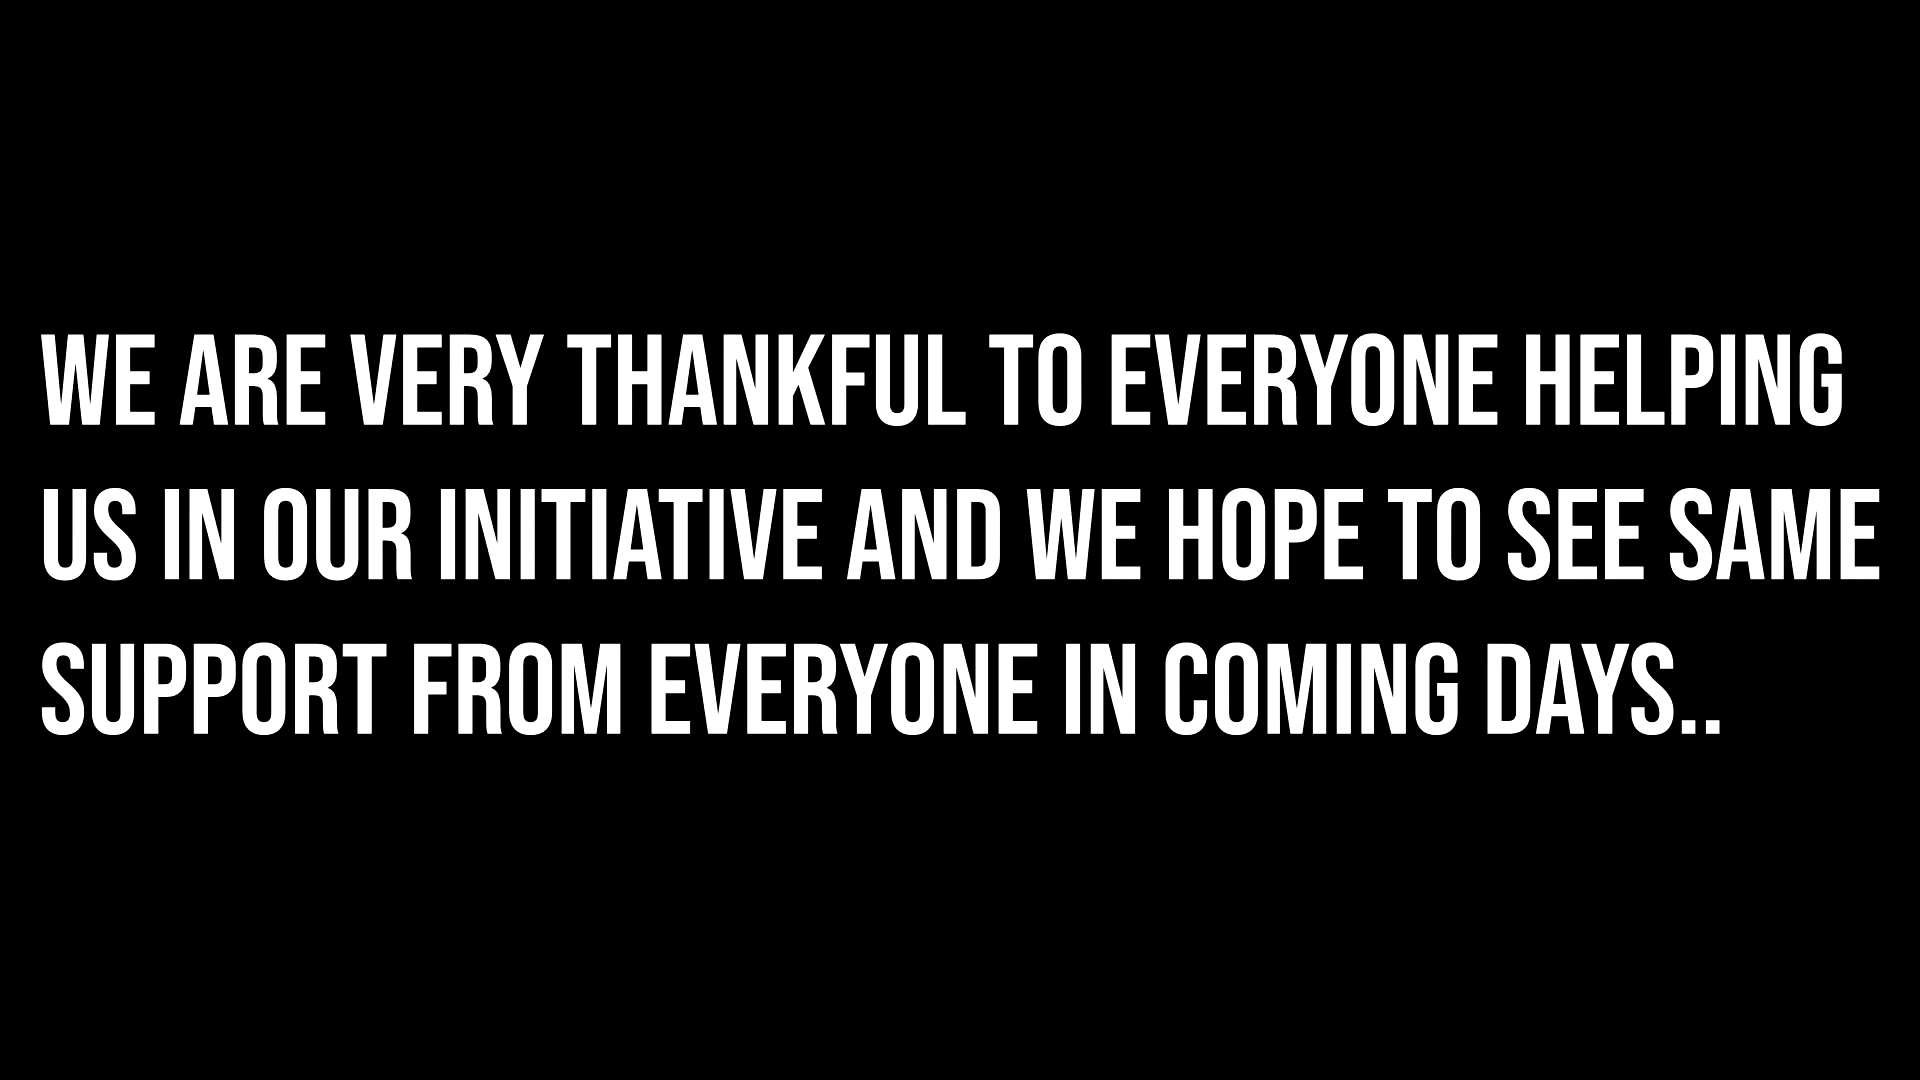 WE ARE VERY THANKFUL TO EVERYONE HELPING
US IN OUR INITIATIVE AND WE HOPE TO SEE SAME
SUPPORT FROM EVERYONE IN COMING DAYS..